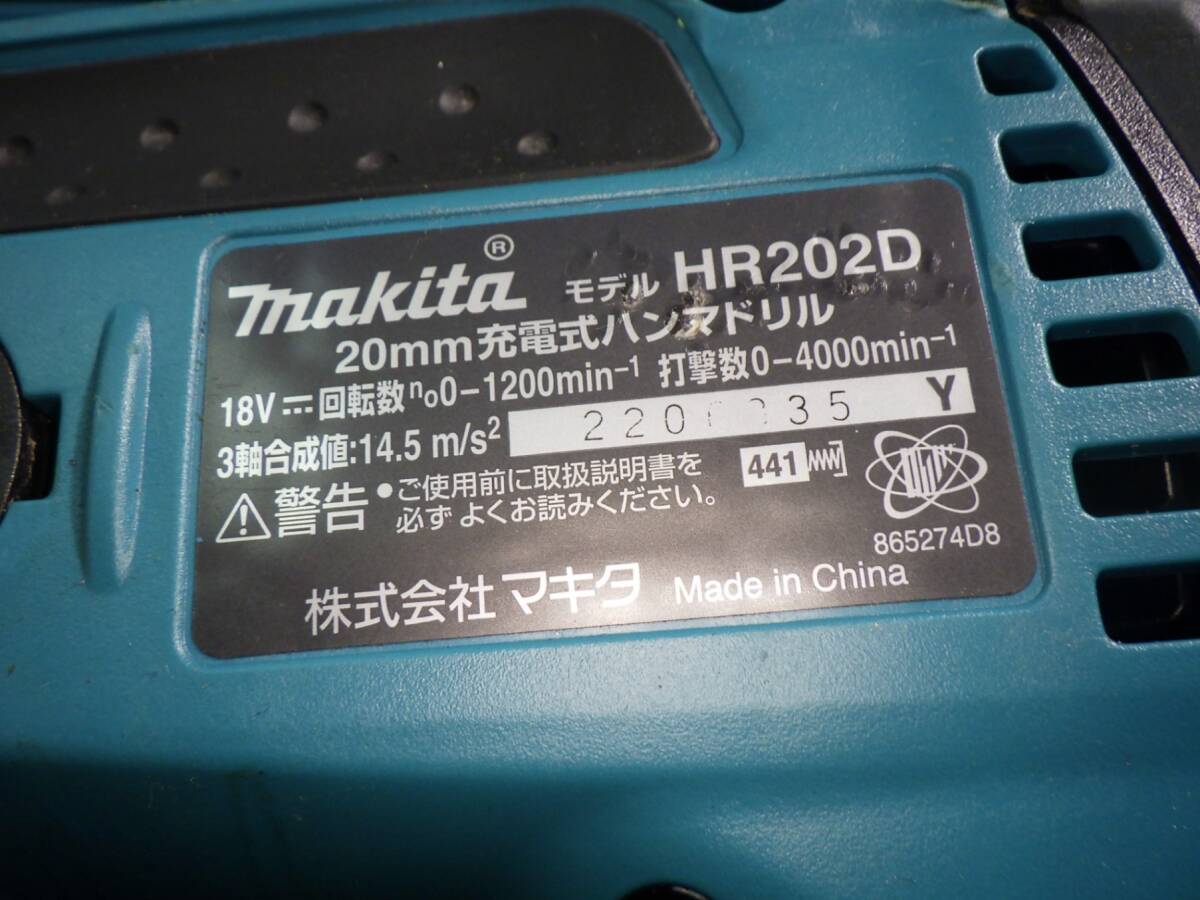 makita® モデル HR202D
20mm充電式ハンマドリル
18V⎓回転数n₀0-1200min⁻¹ 打撃数0-4000min⁻¹
3軸合成値:14.5 m/s² Y
441
警告 •ご使用前に取扱説明書を
必ずよくお読みください。
865274D8
株式会社マキタ Made in China